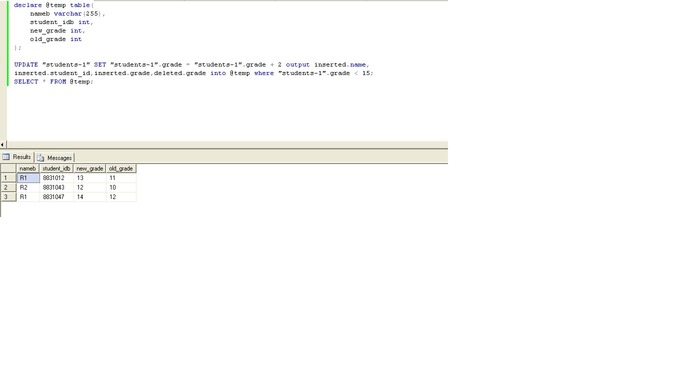 declare @temp table(
nameb varchar(255),
student_idb int,
new_grade int,
old_grade int
);
UPDATE "students-1" SET "students-1".grade = "students-1".grade + 2 output inserted.name,
inserted.student_id,inserted.grade,deleted.grade into @temp where "students-1".grade < 15;
SELECT * FROM @temp;
Results Messages
nameb student_idb new_grade old_grade
1 R1 8831012 13 11
2 R2 8831043 12 10
3 R1 8831047 14 12